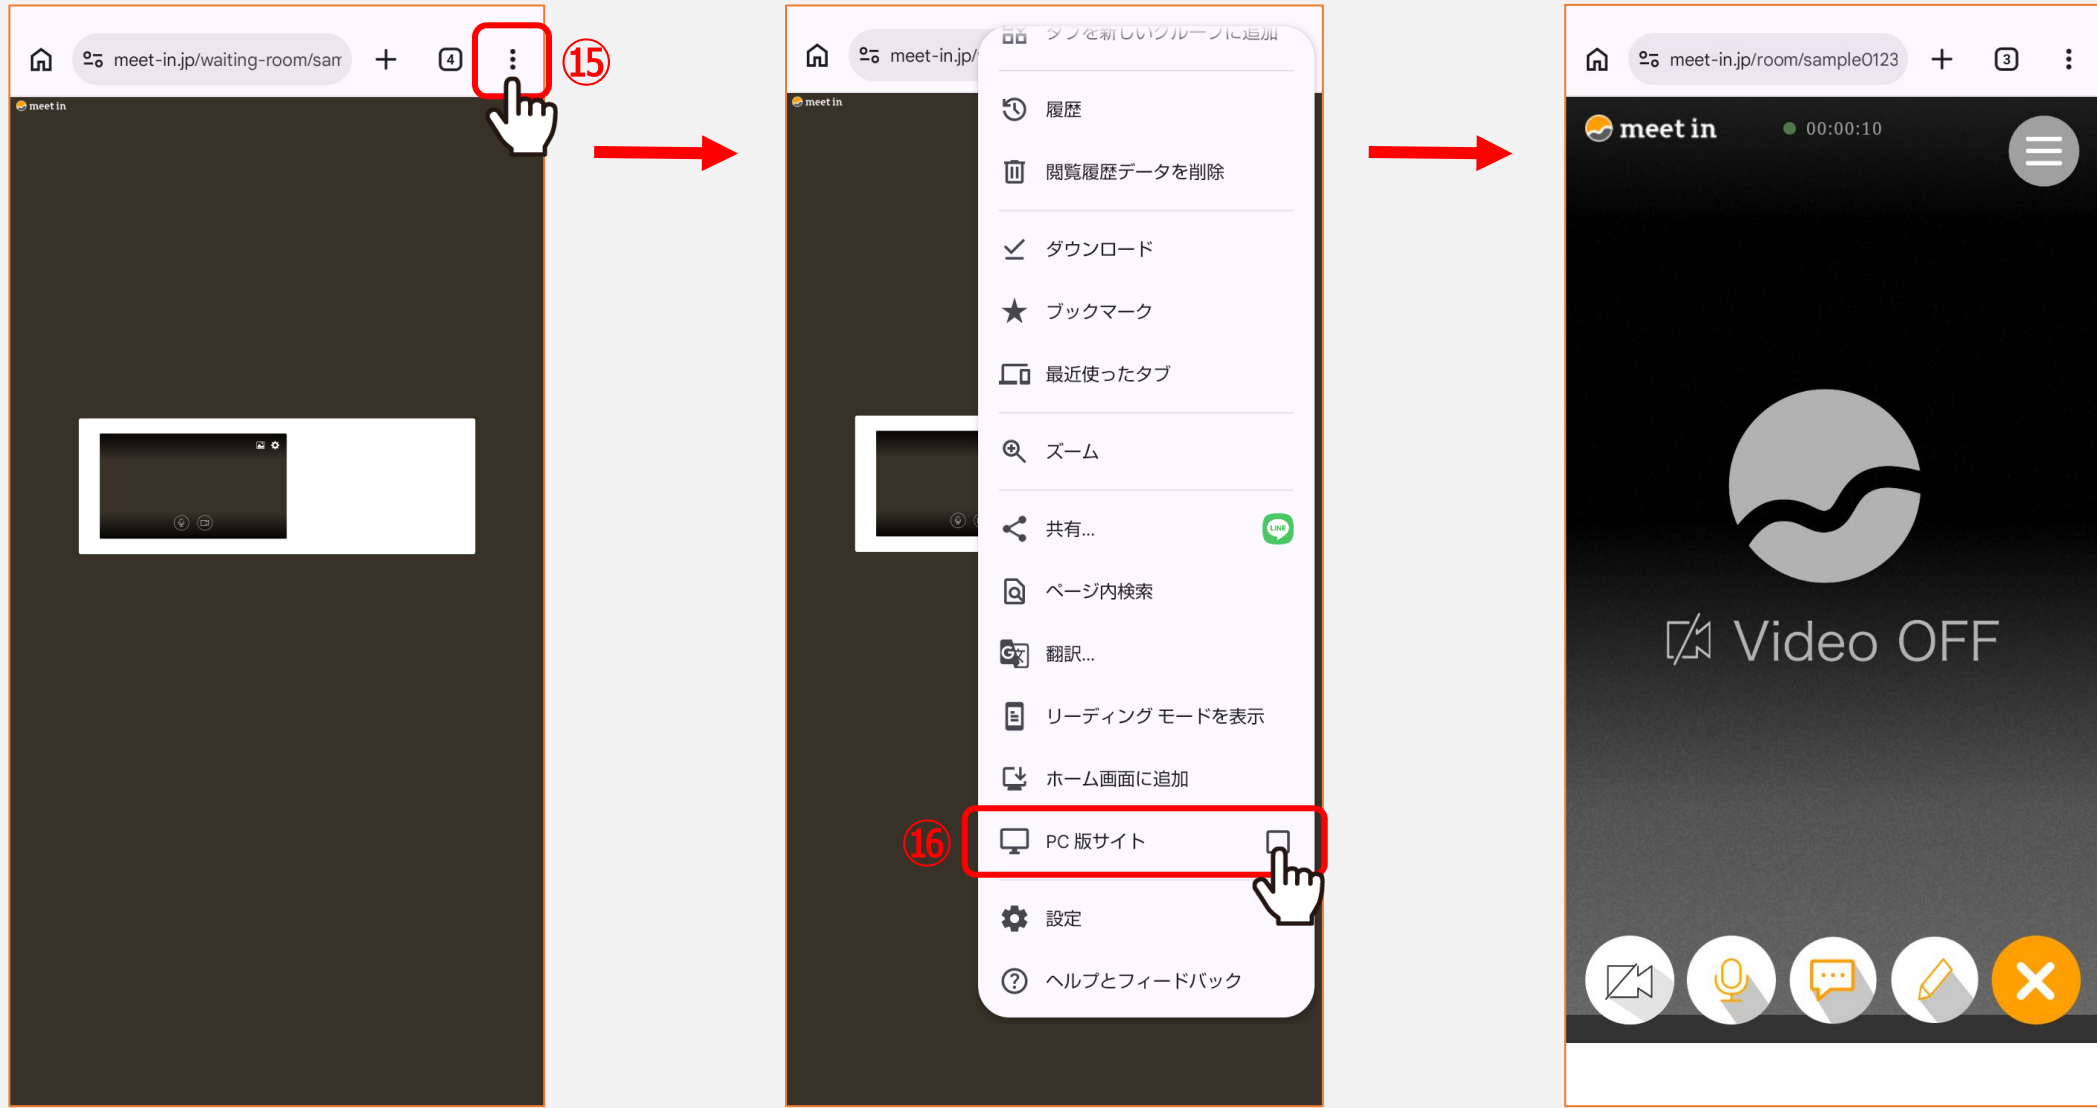 meet-in.jp/waiting-room/sam
4
⑮
meet in
meet-in.jp/
meet in
タブを新しいグループに追加
履歴
閲覧履歴データを削除
ダウンロード
ブックマーク
最近使ったタブ
ズーム
共有...
LINE
ページ内検索
翻訳...
リーディング モードを表示
ホーム画面に追加
⑯
PC 版サイト
設定
ヘルプとフィードバック
meet-in.jp/room/sample0123
3
meet in
00:00:10
Video OFF